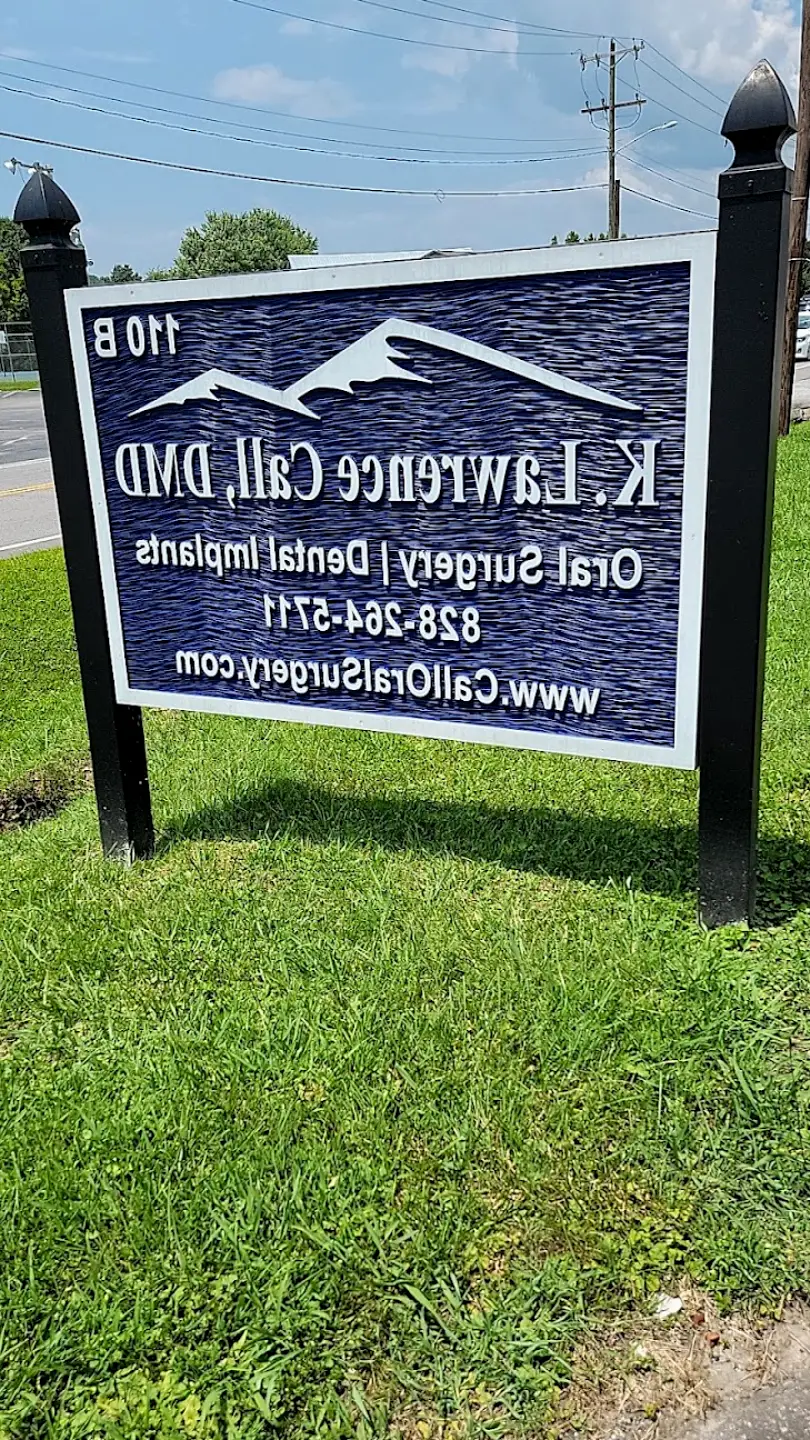 110 B
K. Lawrence Call, DMD
Oral Surgery | Dental Implants
828-264-5711
www.CallOralSurgery.com